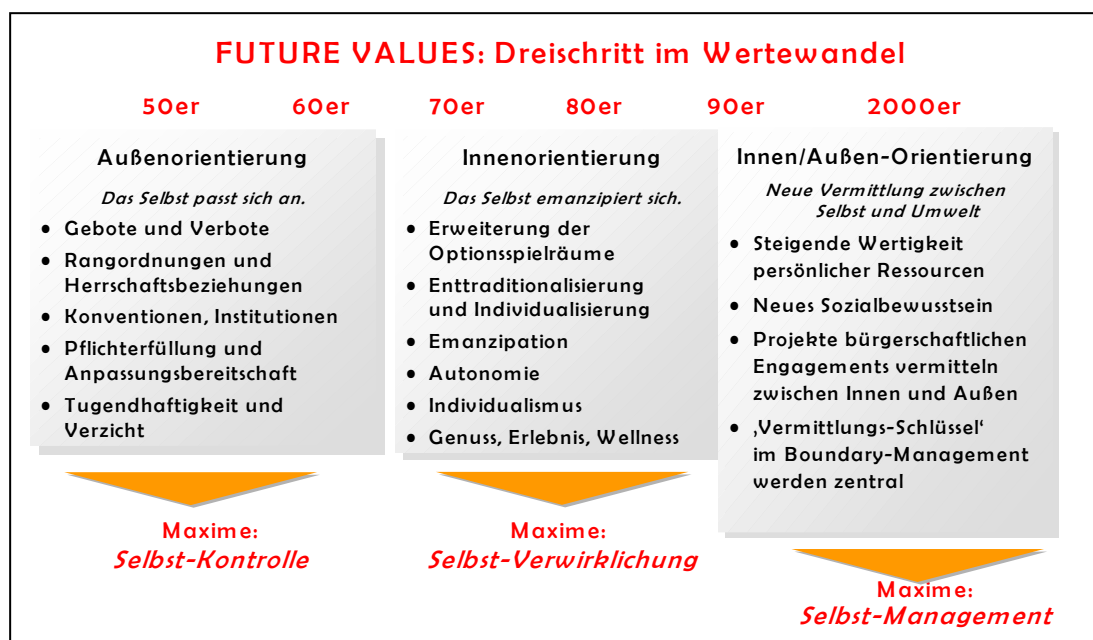 FUTURE VALUES: Dreischritt im Wertewandel
50er 60er 70er 80er 90er 2000er
Außenorientierung
Das Selbst passt sich an.
• Gebote und Verbote
• Rangordnungen und
Herrschaftsbeziehungen
• Konventionen, Institutionen
• Pflichterfüllung und
Anpassungsbereitschaft
• Tugendhaftigkeit und
Verzicht
Maxime:
Selbst-Kontrolle
Innenorientierung
Das Selbst emanzipiert sich.
• Erweiterung der
Optionsspielräume
• Enttraditionalisierung
und Individualisierung
• Emanzipation
• Autonomie
• Individualismus
• Genuss, Erlebnis, Wellness
Maxime:
Selbst-Verwirklichung
Innen/Außen-Orientierung
Neue Vermittlung zwischen
Selbst und Umwelt
• Steigende Wertigkeit
persönlicher Ressourcen
• Neues Sozialbewusstsein
• Projekte bürgerschaftlichen
Engagements vermitteln
zwischen Innen und Außen
• ‚Vermittlungs-Schlüssel‘
im Boundary-Management
werden zentral
Maxime:
Selbst-Management